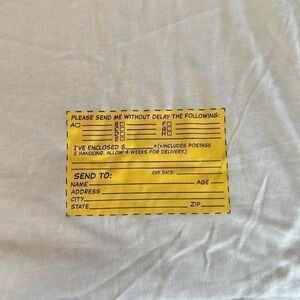 PLEASE SEND ME WITHOUT DELAY THE FOLLOWING:
A B F
C G
D H
E
I'VE ENCLOSED $ *(*INCLUDES POSTAGE
& HANDLING, ALLOW 4 WEEKS FOR DELIVERY.)
EXP. DATE:
SEND TO:
NAME AGE
ADDRESS
CITY
STATE ZIP